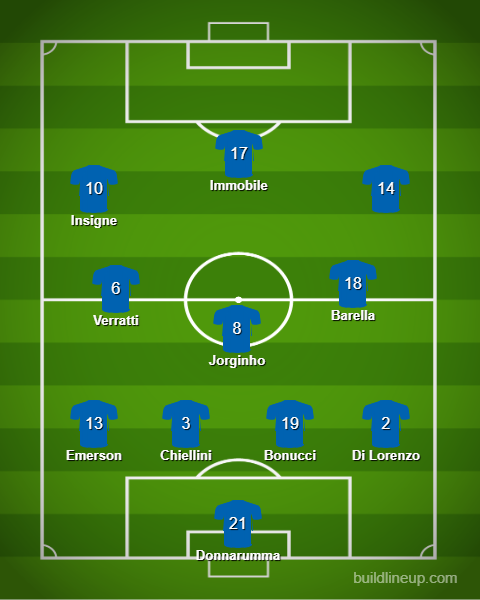 17
Immobile
10
Insigne
14
6
Verratti
18
Barella
8
Jorginho
13
Emerson
3
Chiellini
19
Bonucci
2
Di Lorenzo
21
Donnarumma
buildlineup.com